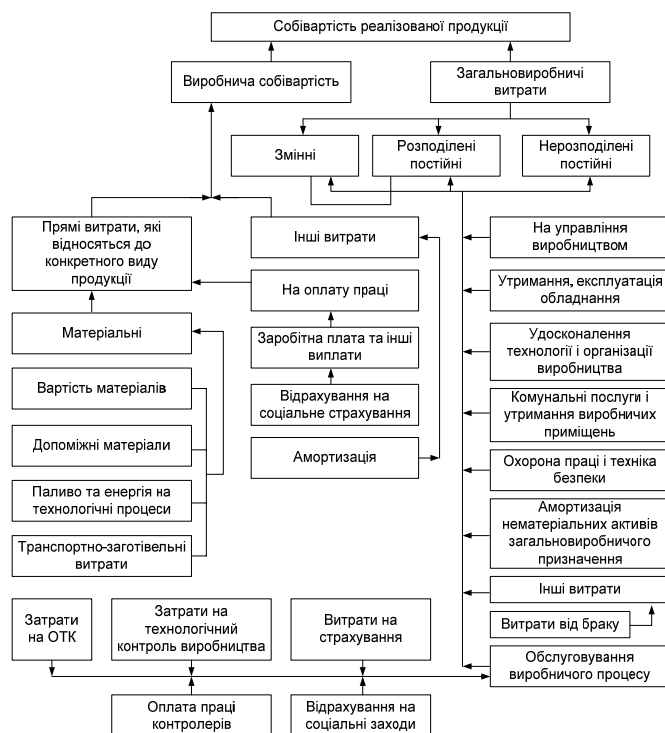 Собівартість реалізованої продукції
Виробнича собівартість
Загальновиробничі
витрати
Змінні
Розподілені
постійні
Нерозподілені
постійні
Прямі витрати, які
відносяться до
конкретного виду
продукції
Інші витрати
На оплату праці
Матеріальні
Заробітна плата та інші
виплати
Вартість матеріалів
Відрахування на
соціальне страхування
Допоміжні матеріали
Амортизація
Паливо та енергія на
технологічні процеси
Транспортно-заготівельні
витрати
На управління
виробництвом
Утримання, експлуатація
обладнання
Удосконалення
технології і організації
виробництва
Комунальні послуги і
утримання виробничих
приміщень
Охорона праці і техніка
безпеки
Амортизація
нематеріальних активів
загальновиробничого
призначення
Інші витрати
Витрати від браку
Обслуговування
виробничого процесу
Затрати
на ОТК
Затрати на
технологічний
контроль виробництва
Витрати на
страхування
Оплата праці
контролерів
Відрахування на
соціальні заходи